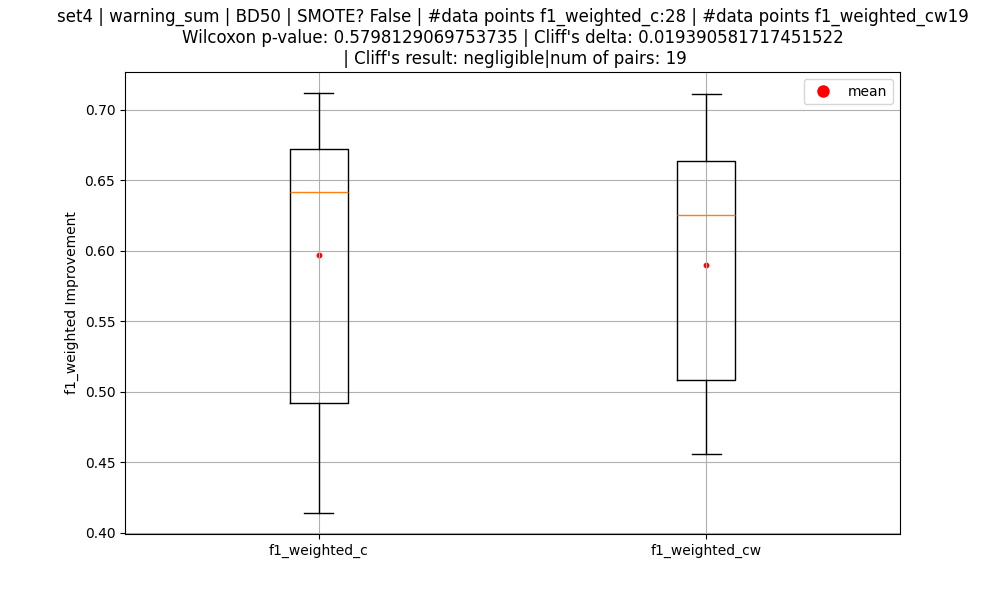 set4 | warning_sum | BD50 | SMOTE? False | #data points f1_weighted_c:28 | #data points f1_weighted_cw19
Wilcoxon p-value: 0.5798129069753735 | Cliff's delta: 0.019390581717451522
| Cliff's result: negligible|num of pairs: 19
mean
0.70
0.65
0.60
0.55
0.50
0.45
0.40
f1_weighted Improvement
f1_weighted_c
f1_weighted_cw